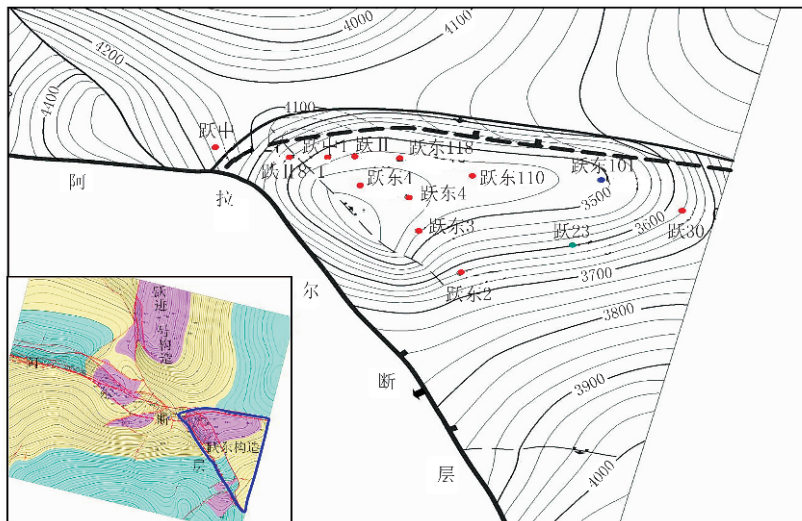 4000
4100
4200
4400
4100
跃中
跃中1
跃II
跃东118
跃II8-1
跃东101
跃东1
跃东110
跃东4
3500
跃东3
跃23
3600
跃30
跃东2
3700
3800
3900
4000
阿
拉
尔
断
层
跃进
号构造
断
层
跃东构造